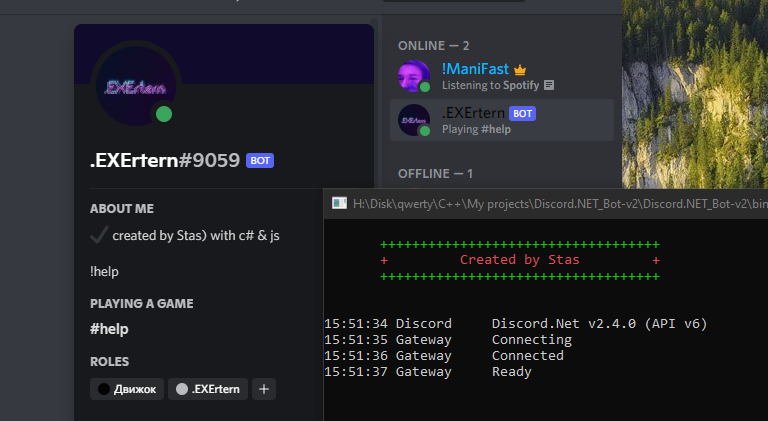 .EXErtern
.EXErtern#9059 BOT
ABOUT ME
created by Stas) with c# & js
!help
PLAYING A GAME
#help
ROLES
Движок
.EXErtern
+
ONLINE — 2
!ManiFast
Listening to Spotify
.EXErtern
.EXErtern BOT
Playing #help
OFFLINE — 1
H:\Disk\qwerty\C++\My projects\Discord.NET_Bot-v2\Discord.NET_Bot-v2\bin
+++++++++++++++++++++++++++++++++++
+ Created by Stas +
+++++++++++++++++++++++++++++++++++
15:51:34 Discord Discord.Net v2.4.0 (API v6)
15:51:35 Gateway Connecting
15:51:36 Gateway Connected
15:51:37 Gateway Ready